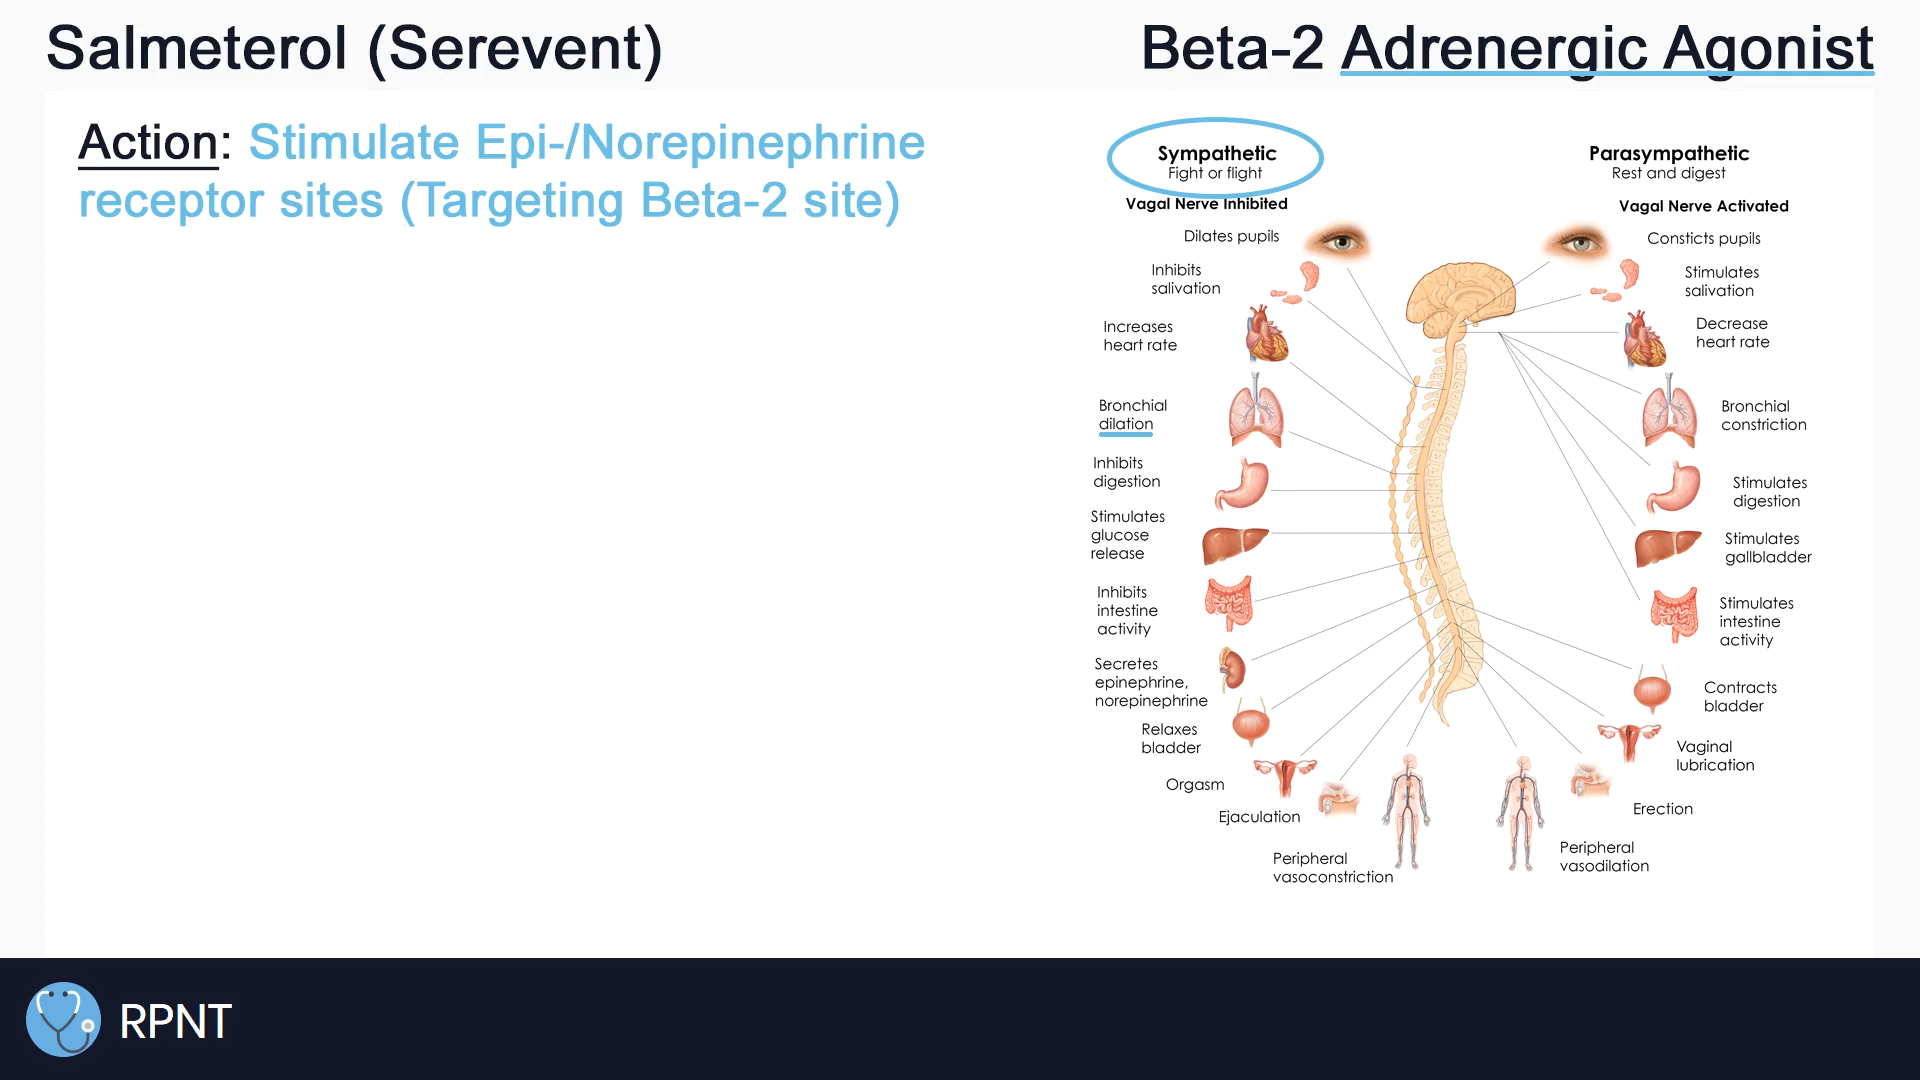 Salmeterol (Serevent)
Beta-2 Adrenergic Agonist
Action: Stimulate Epi-/Norepinephrine
receptor sites (Targeting Beta-2 site)
Sympathetic
Fight or flight
Vagal Nerve Inhibited
Dilates pupils
Inhibits
salivation
Increases
heart rate
Bronchial
dilation
Inhibits
digestion
Stimulates
glucose
release
Inhibits
intestine
activity
Secretes
epinephrine,
norepinephrine
Relaxes
bladder
Orgasm
Ejaculation
Peripheral
vasoconstriction
Parasympathetic
Rest and digest
Vagal Nerve Activated
Consticts pupils
Stimulates
salivation
Decrease
heart rate
Bronchial
constriction
Stimulates
digestion
Stimulates
gallbladder
Stimulates
intestine
activity
Contracts
bladder
Vaginal
lubrication
Erection
Peripheral
vasodilation
RPNT